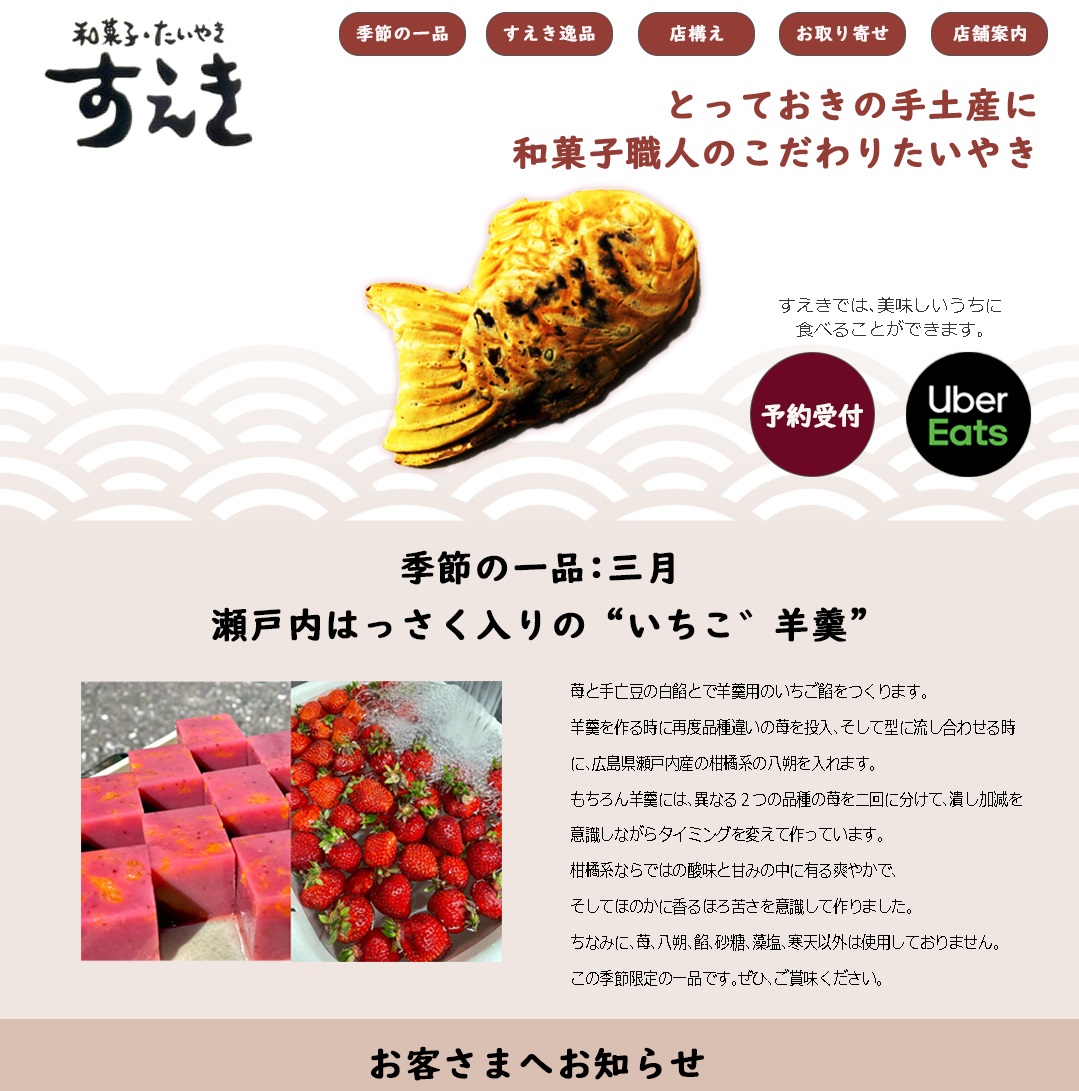 和菓子・たいやき
すえき
季節の一品
すえき逸品
店構え
お取り寄せ
店舗案内
とっておきの手土産に
和菓子職人のこだわりたいやき
すえきでは、美味しいうちに
食べることができます。
予約受付
Uber
Eats
季節の一品：三月
瀬戸内はっさく入りの“いちこ゛羊羹”
苺と手亡豆の白餡とで羊羹用のいちご餡をつくります。
羊羹を作る時に再度品種違いの苺を投入、そして型に流し合わせる時
に、広島県瀬戸内産の柑橘系の八朔を入れます。
もちろん羊羹には、異なる２つの品種の苺を二回に分けて、潰し加減を
意識しながらタイミングを変えて作っています。
柑橘系ならではの酸味と甘みの中に有る爽やかで、
そしてほのかに香るほろ苦さを意識して作りました。
ちなみに、苺、八朔、餡、砂糖、藻塩、寒天以外は使用しておりません。
この季節限定の一品です。ぜひ、ご賞味ください。
お客さまへお知らせ